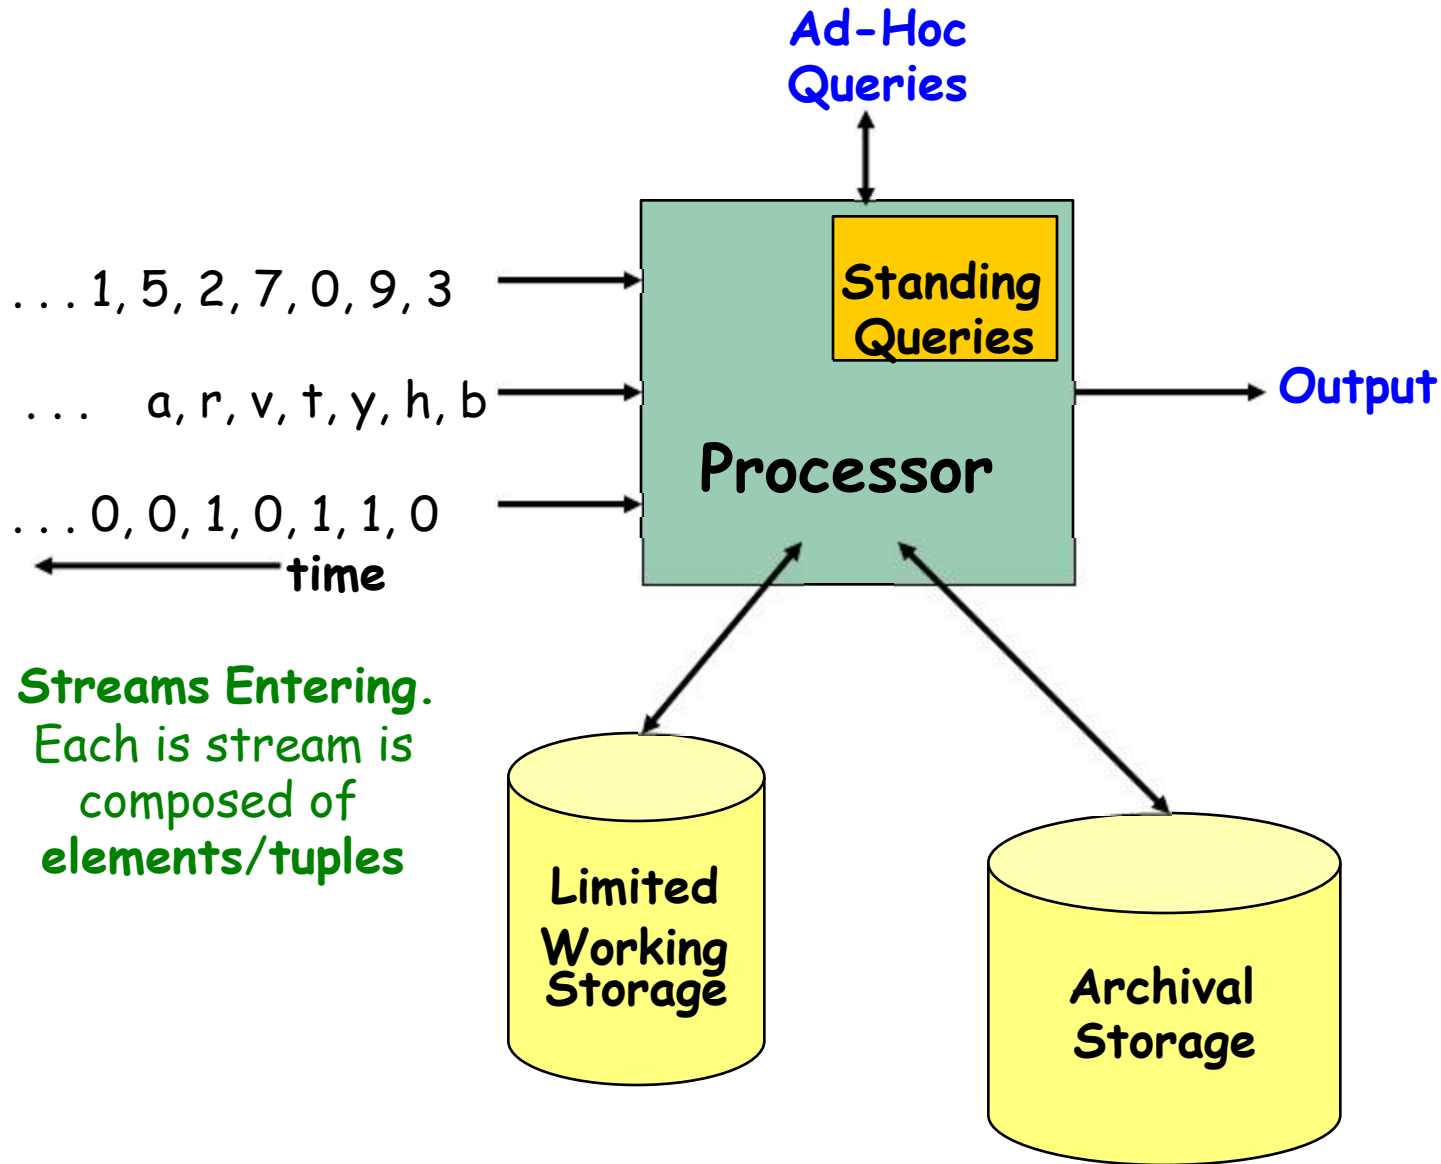 Ad-Hoc
Queries
. . . 1, 5, 2, 7, 0, 9, 3
. . . a, r, v, t, y, h, b
. . . 0, 0, 1, 0, 1, 1, 0
time
Streams Entering.
Each is stream is
composed of
elements/tuples
Standing
Queries
Processor
Output
Limited
Working
Storage
Archival
Storage